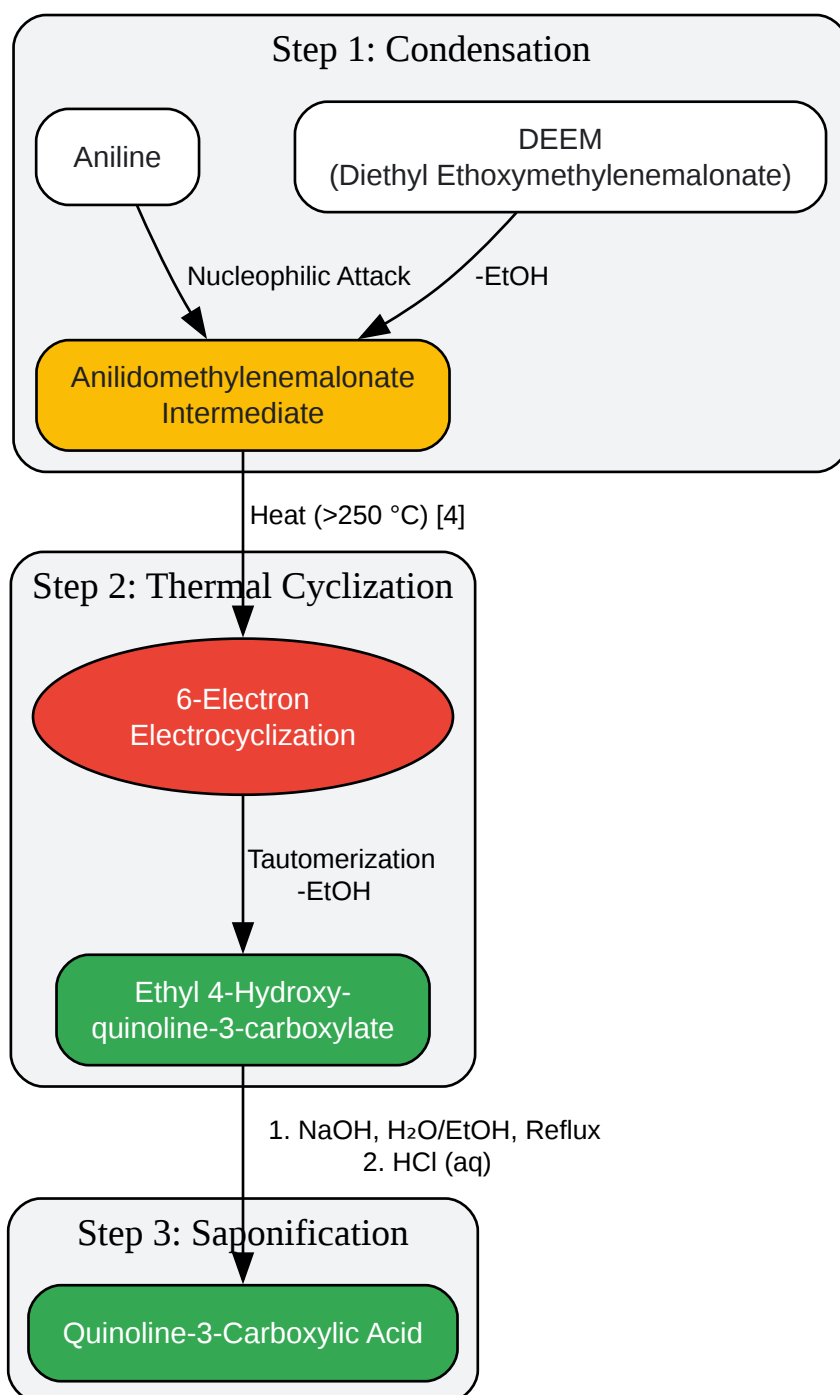 Step 1: Condensation
Aniline
DEEM
(Diethyl Ethoxymethylenemalonate)
Nucleophilic Attack
-EtOH
Anilidomethylenemalonate
Intermediate
Heat (>250 °C) [4]
Step 2: Thermal Cyclization
6-Electron
Electrocyclization
Tautomerization
-EtOH
Ethyl 4-Hydroxy-
quinoline-3-carboxylate
1. NaOH, H₂O/EtOH, Reflux
2. HCl (aq)
Step 3: Saponification
Quinoline-3-Carboxylic Acid